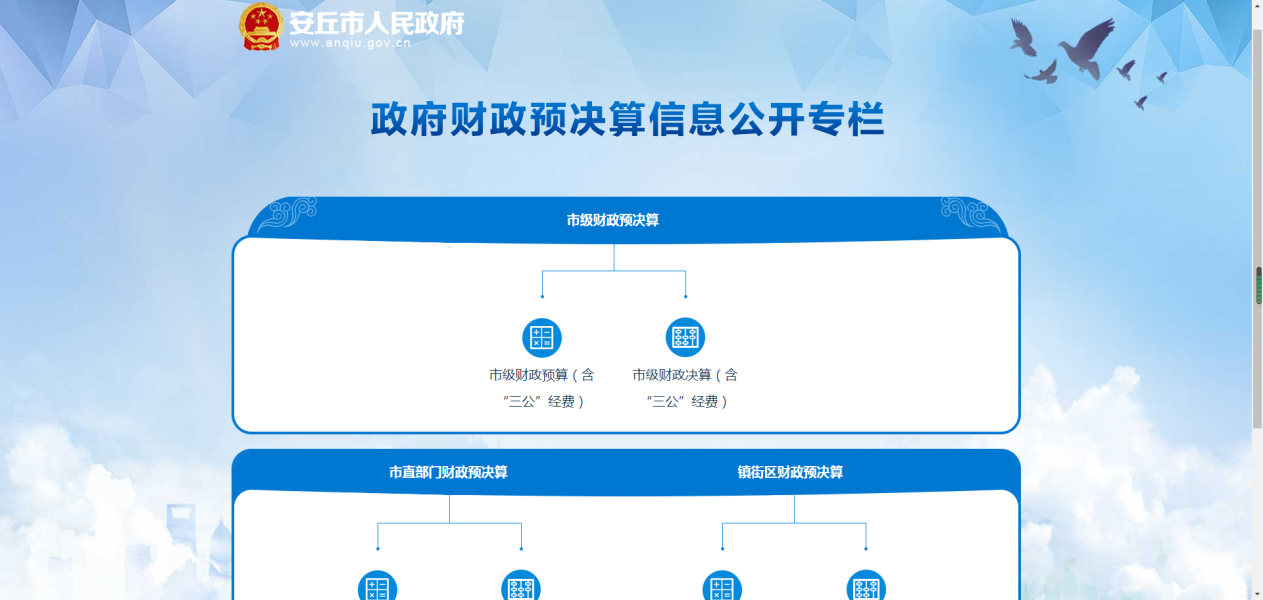 安丘市人民政府
www.anqiu.gov.cn
政府财政预决算信息公开专栏
市级财政预决算
市级财政预算（含
“三公”经费）
市级财政决算（含
“三公”经费）
市直部门财政预决算
镇街区财政预决算